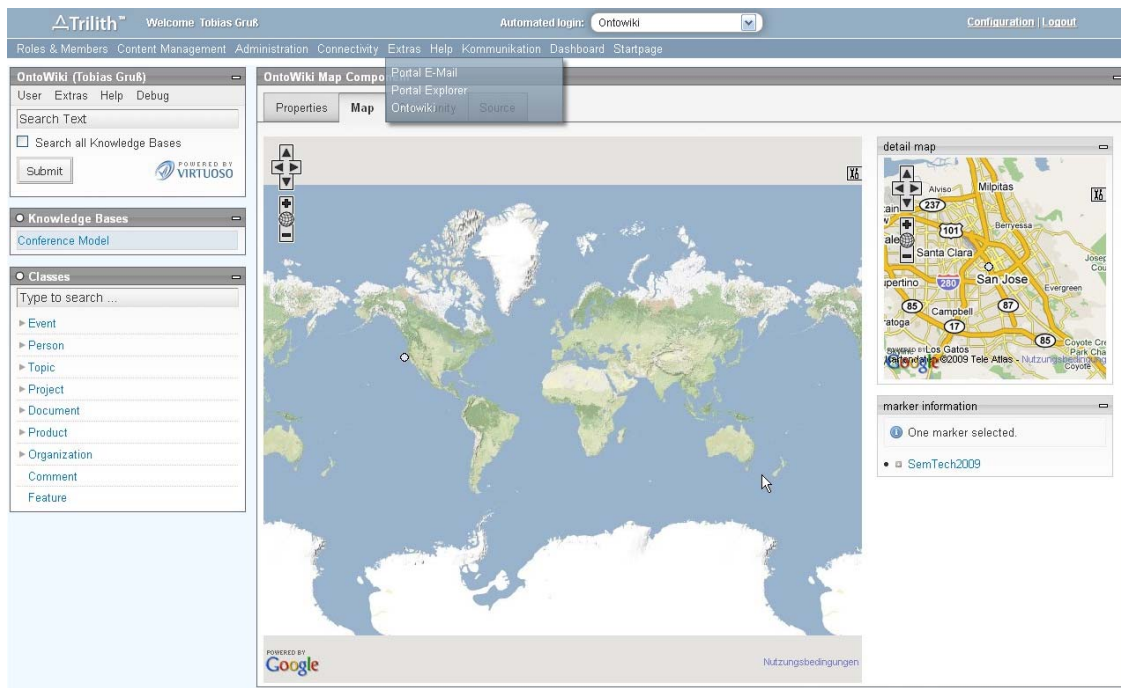 Trilith™ Welcome Tobias Gruß Automated login: Ontowiki Configuration | Logout
Roles & Members Content Management Administration Connectivity Extras Help Kommunikation Dashboard Startpage
Portal E-Mail
Portal Explorer
Ontowiki
OntoWiki (Tobias Gruß)
User Extras Help Debug
Search Text
Search all Knowledge Bases
Submit
POWERED BY
VIRTUOSO
Knowledge Bases
Conference Model
Classes
Type to search ...
Event
Person
Topic
Project
Document
Product
Organization
Comment
Feature
OntoWiki Map Compo
Properties Map Source
POWERED BY
Google
Nutzungsbedingungen
detail map
Alviso
Milpitas
237
101
Berryessa
Santa Clara
San Jose
280
Evergreen
85
Campbell
87
17
85
Los Gatos
Coyote
Google
©2009 Tele Atlas -
marker information
One marker selected.
SemTech2009